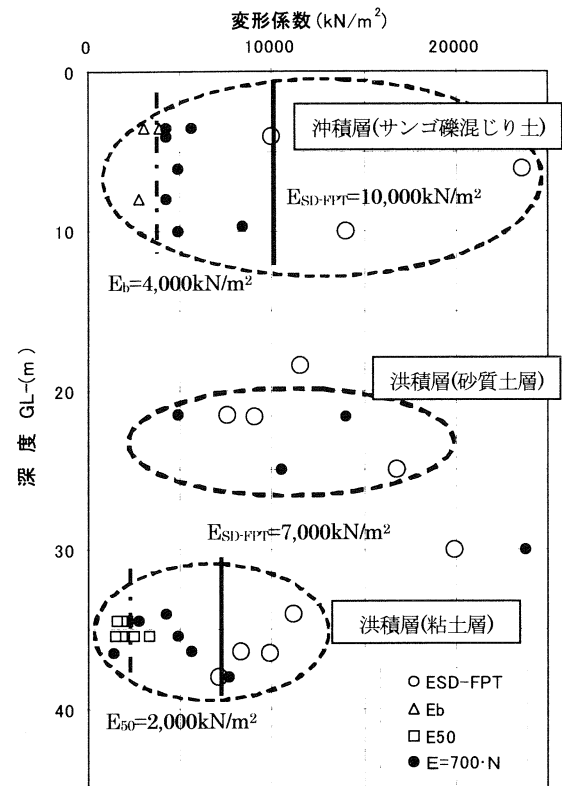 変形係数(kN/m²)
0 10000 20000
0
沖積層(サンゴ礫混じり土)
ESD-FPT=10,000kN/m²
10
Eb=4,000kN/m²
深度 GL-(m)
洪積層(砂質土層)
20
ESD-FPT=7,000kN/m²
30
洪積層(粘土層)
ESD-FPT
Eb
E50
E=700·N
40
E50=2,000kN/m²